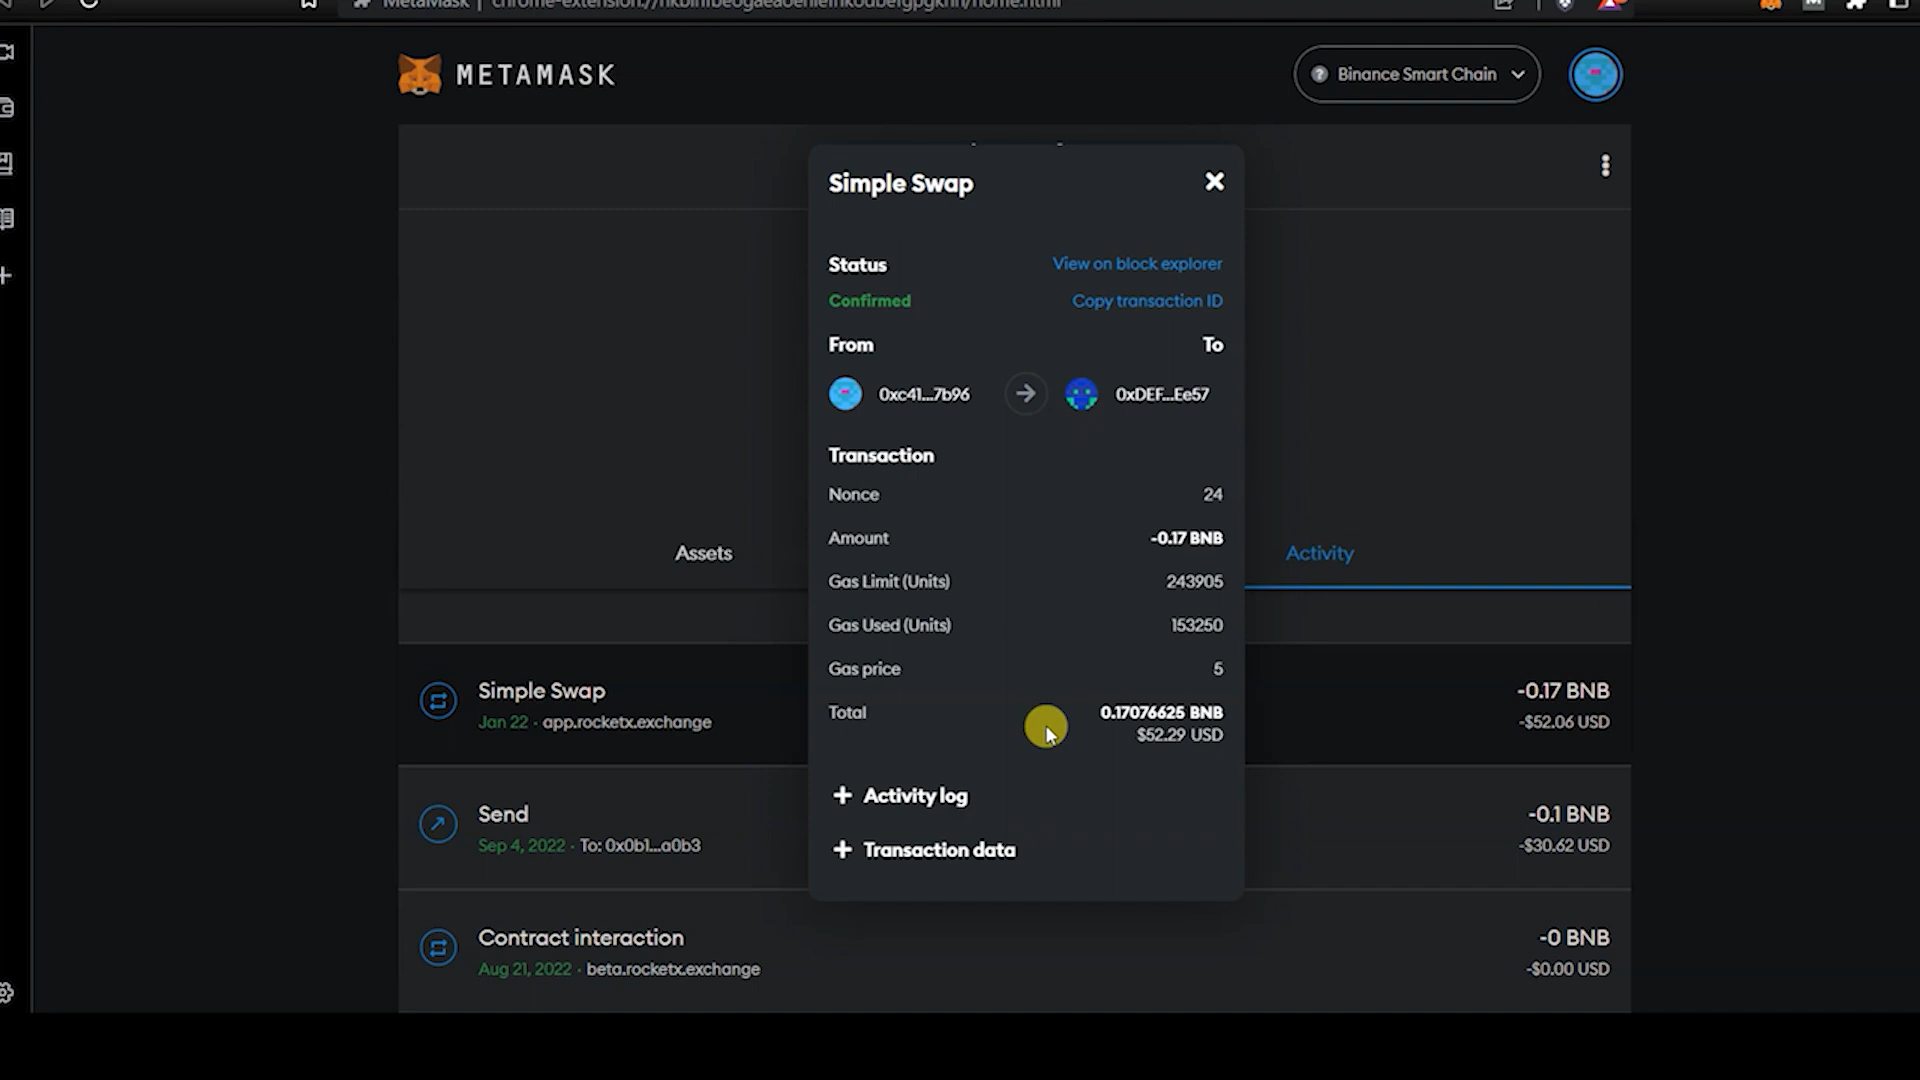 MetaMask
METAMASK
Binance Smart Chain
Simple Swap
Status
View on block explorer
Confirmed
Copy transaction ID
From
To
0xc41...7b96
0xDEF...Ee57
Transaction
Nonce
24
Amount
-0.17 BNB
Assets
Activity
Gas Limit (Units)
243905
Gas Used (Units)
153250
Gas price
5
Total
0.17076625 BNB
$52.29 USD
Activity log
Transaction data
Simple Swap
-0.17 BNB
Jan 22 · app.rocketx.exchange
-$52.06 USD
Send
-0.1 BNB
Sep 4, 2022 · To: 0x0b1...a0b3
-$30.62 USD
Contract interaction
-0 BNB
Aug 21, 2022 · beta.rocketx.exchange
-$0.00 USD